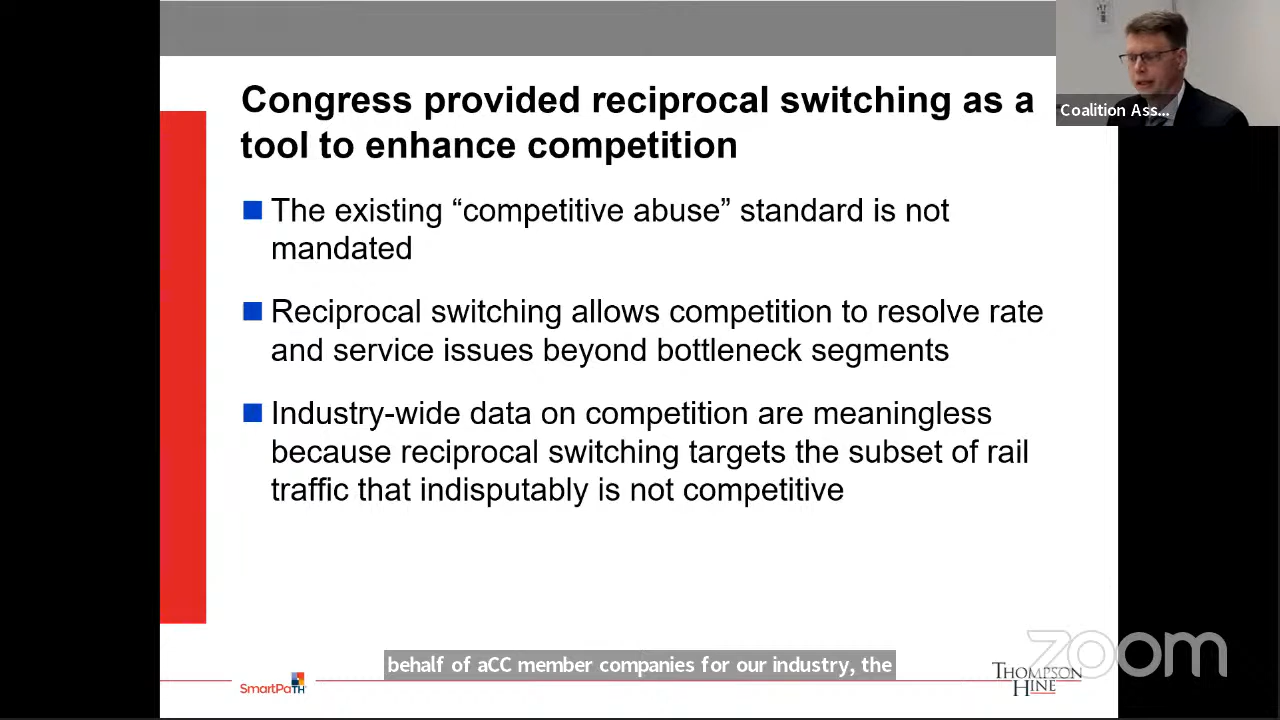 Congress provided reciprocal switching as a
tool to enhance competition
Coalition Ass...
■ The existing “competitive abuse” standard is not
mandated
■ Reciprocal switching allows competition to resolve rate
and service issues beyond bottleneck segments
■ Industry-wide data on competition are meaningless
because reciprocal switching targets the subset of rail
traffic that indisputably is not competitive
behalf of aCC member companies for our industry, the
SmartPaTH
THOMPSON
HINE
zoom